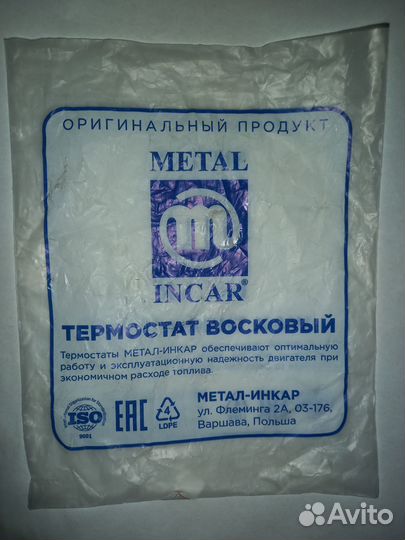 ОРИГИНАЛЬНЫЙ ПРОДУКТ
METAL
m
INCAR®
ТЕРМОСТАТ ВОСКОВЫЙ
Термостаты МЕТАЛ-ИНКАР обеспечивают оптимальную
работу и эксплуатационную надежность двигателя при
экономичном расходе топлива.
ISO
9001
EAC
4
LDPE
МЕТАЛ-ИНКАР
ул. Флеминга 2А, 03-176,
Варшава, Польша
Avito